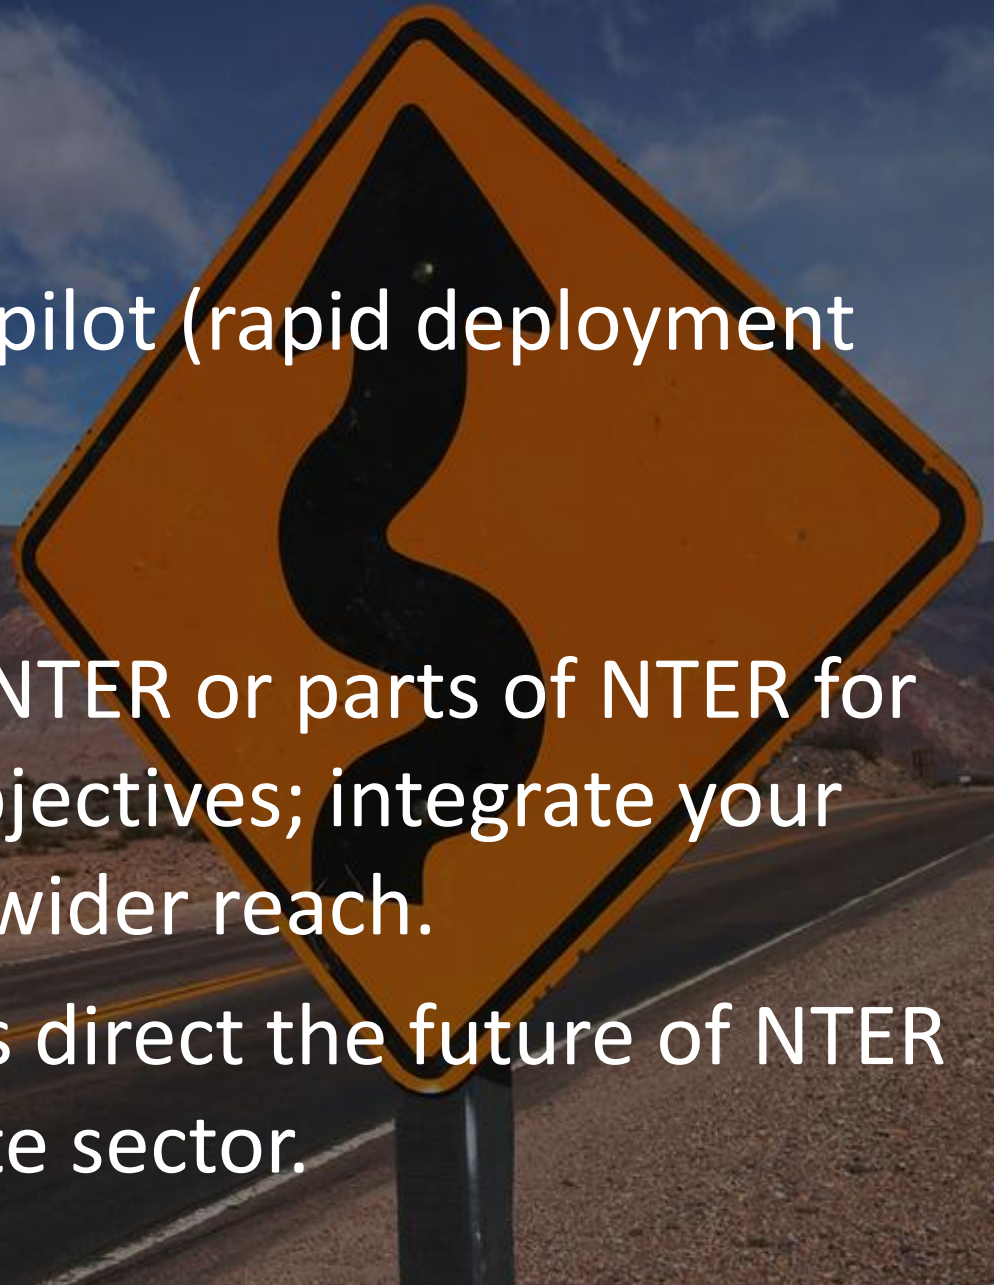 pilot (rapid deployment
NTER or parts of NTER for
jectives; integrate your
wider reach.
s direct the future of NTER
te sector.